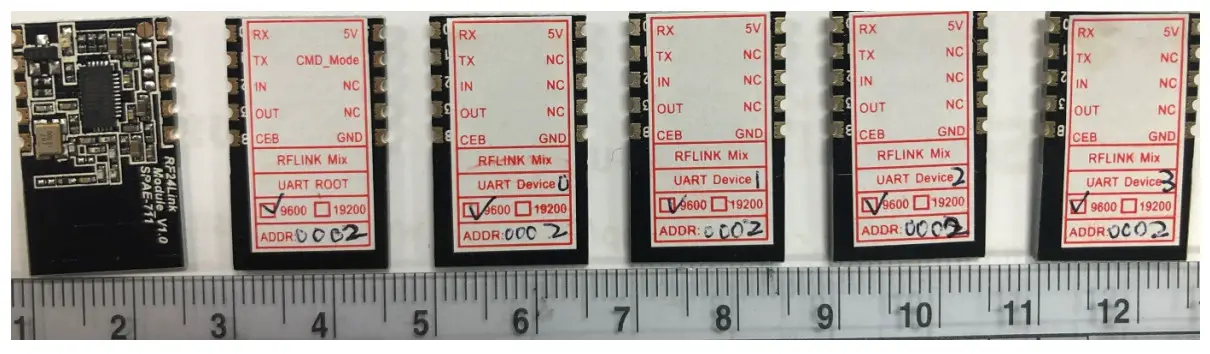 RF24Link
Module_V1.0
SPAE-711
RX 5V
TX CMD_Mode
IN NC
OUT NC
CEB GND
RFLINK Mix
UART ROOT
9600 19200
ADDR: 0002
RX 5V
TX NC
IN NC
OUT NC
CEB GND
RFLINK Mix
UART Device 0
9600 19200
ADDR: 0002
RX 5V
TX NC
IN NC
OUT NC
CEB GND
RFLINK Mix
UART Device 1
9600 19200
ADDR: 0002
RX 5V
TX NC
IN NC
OUT NC
CEB GND
RFLINK Mix
UART Device 2
9600 19200
ADDR: 0002
RX 5V
TX NC
IN NC
OUT NC
CEB GND
RFLINK Mix
UART Device 3
9600 19200
ADDR: 0002
1 2 3 4 5 6 7 8 9 10 11 12